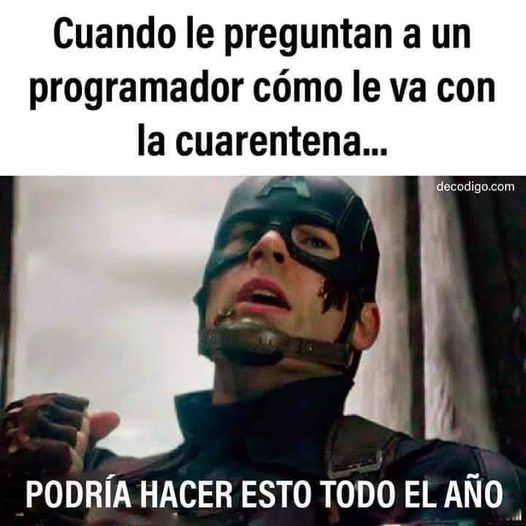 Cuando le preguntan a un
programador cómo le va con
la cuarentena...
decodigo.com
PODRÍA HACER ESTO TODO EL AÑO